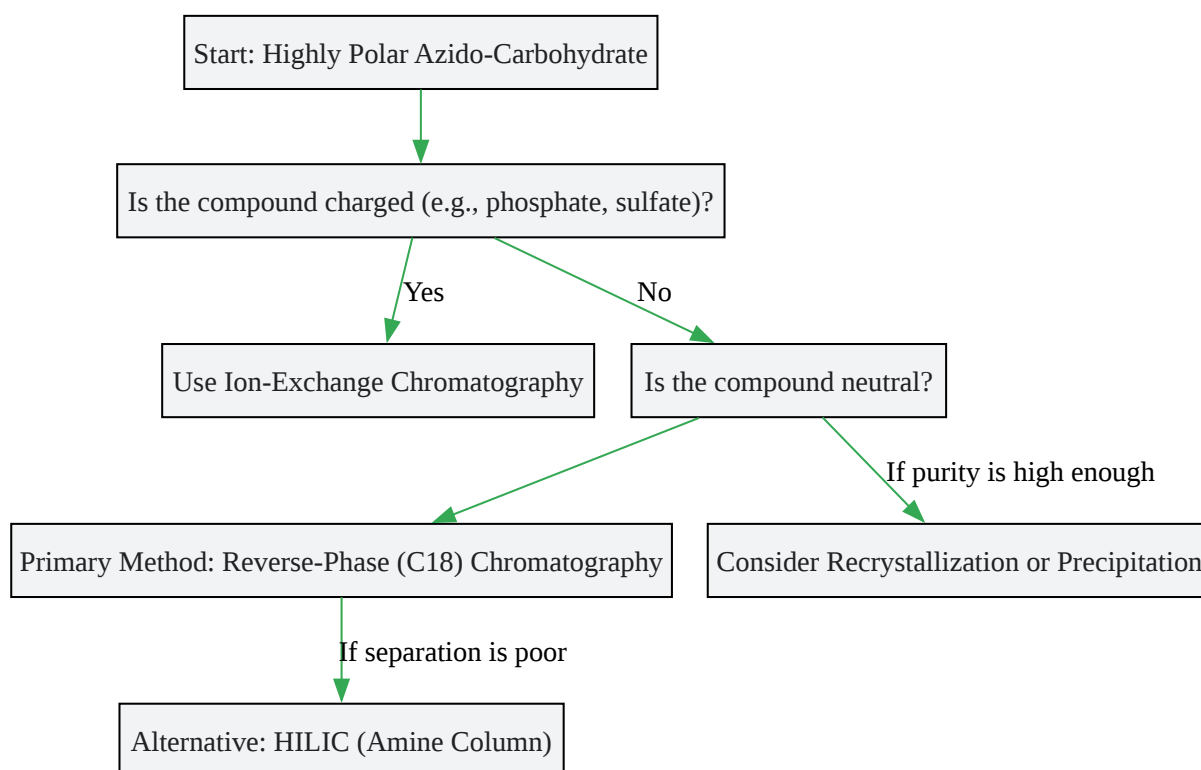 Start: Highly Polar Azido-Carbohydrate
Is the compound charged (e.g., phosphate, sulfate)?
Yes
No
Use Ion-Exchange Chromatography
Is the compound neutral?
If purity is high enough
Primary Method: Reverse-Phase (C18) Chromatography
Consider Recrystallization or Precipitation
If separation is poor
Alternative: HILIC (Amine Column)